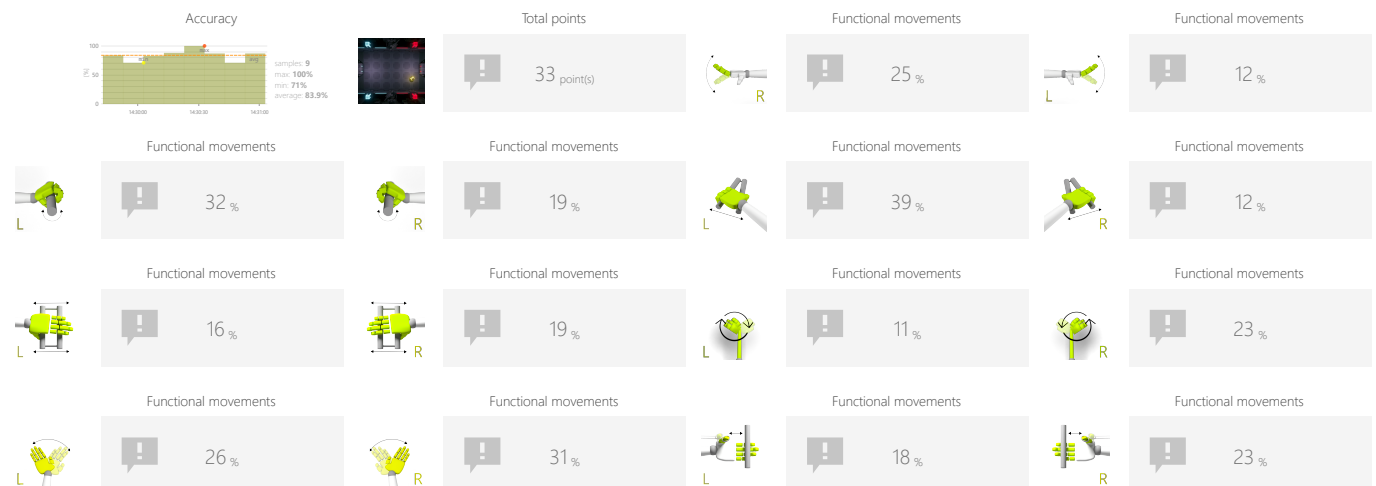 Accuracy
Total points
Functional movements
Functional movements
100
50
0
[%]
min
max
avg
14:30:00
14:30:30
14:31:00
samples: 9
max: 100%
min: 71%
average: 83.9%
33 point(s)
R
25 %
L
12 %
Functional movements
Functional movements
Functional movements
Functional movements
L
32 %
R
19 %
L
39 %
R
12 %
Functional movements
Functional movements
Functional movements
Functional movements
L
16 %
R
19 %
L
11 %
R
23 %
Functional movements
Functional movements
Functional movements
Functional movements
L
26 %
R
31 %
L
18 %
R
23 %